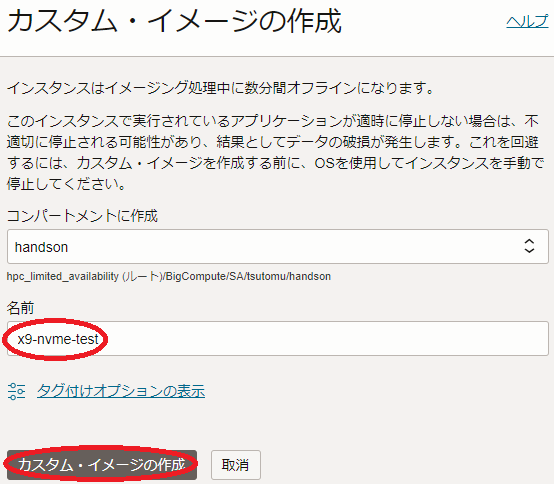 カスタム・イメージの作成
ヘルプ
インスタンスはイメージング処理中に数分間オフラインになります。
このインスタンスで実行されているアプリケーションが適時に停止しない場合は、不
適切に停止される可能性があり、結果としてデータの破損が発生します。これを回避
するには、カスタム・イメージを作成する前に、OSを使用してインスタンスを手動で
停止してください。
コンパートメントに作成
handson
hpc_limited_availability (ルート)/BigCompute/SA/tsutomu/handson
名前
x9-nvme-test
タグ付けオプションの表示
カスタム・イメージの作成
取消